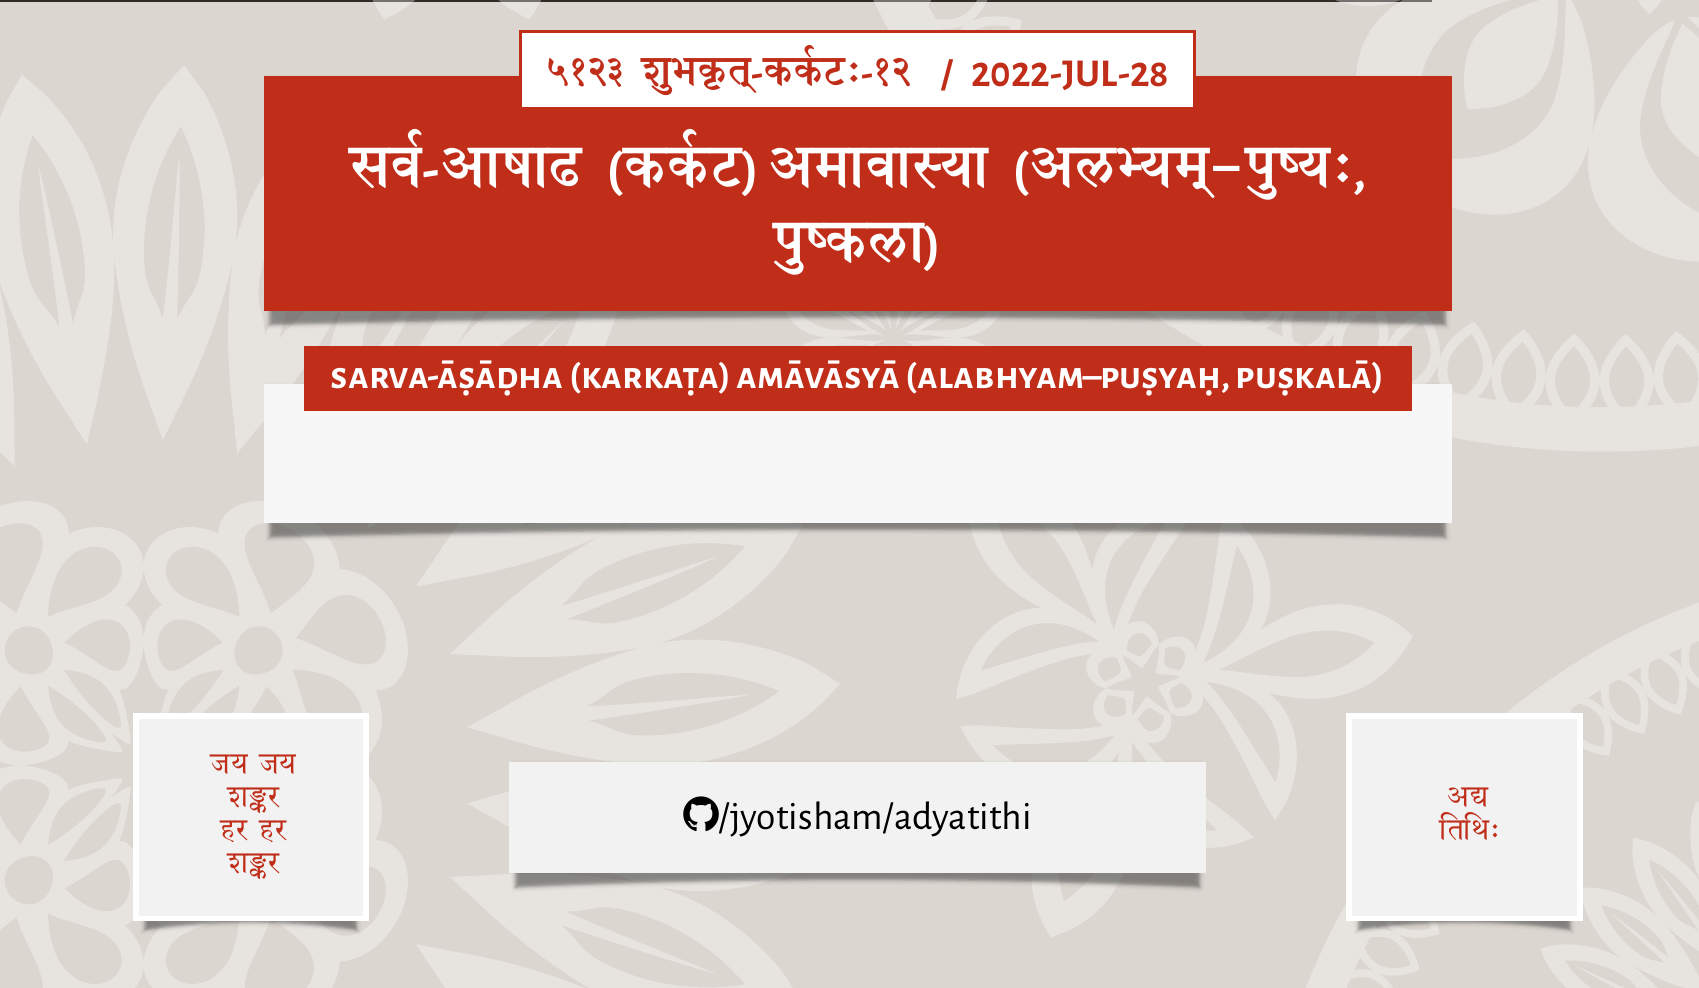 ५१२३ शुभकृत्-कर्कटः-१२ / 2022-JUL-28
सर्व-आषाढ (कर्कट) अमावास्या (अलभ्यम्–पुष्यः,
पुष्कला)
SARVA-ĀṢĀḌHA (KARKAṬA) AMĀVĀSYĀ (ALABHYAM–PUṢYAḤ, PUṢKALĀ)
जय जय
शङ्कर
हर हर
शङ्कर
/jyotisham/adyatithi
अद्य
तिथिः